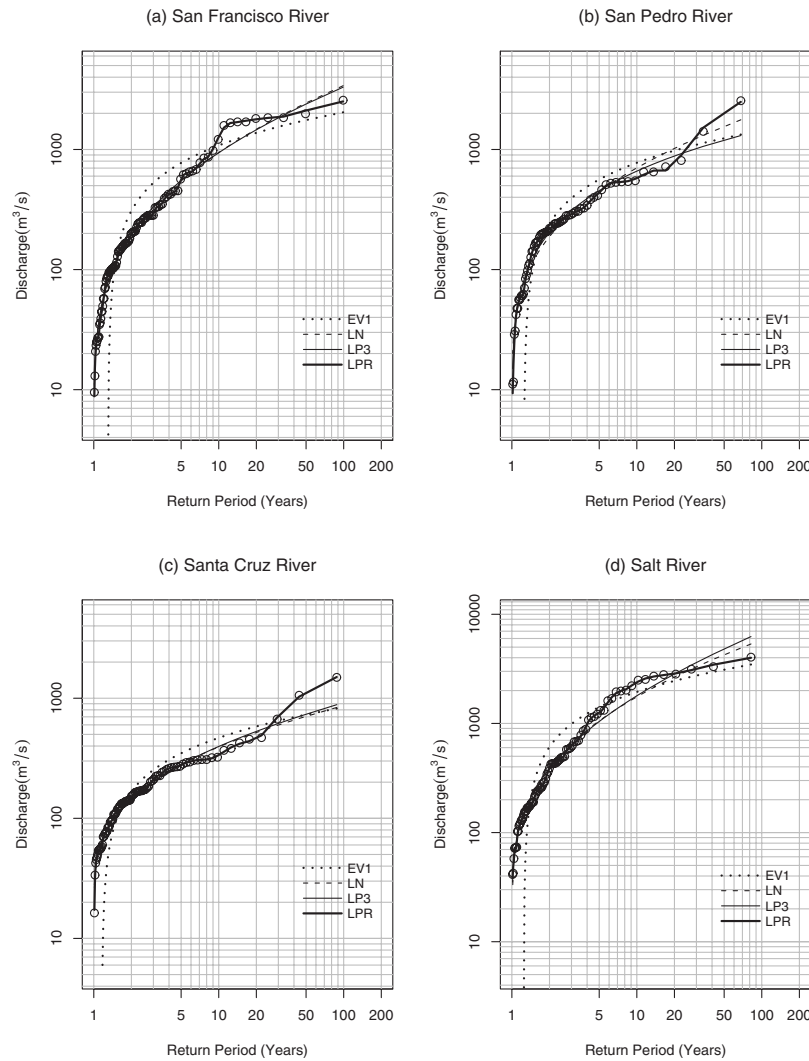 (a) San Francisco River
Discharge(m³/s)
1000
100
10
EV1
LN
LP3
LPR
1 5 10 20 50 100 200
Return Period (Years)
(b) San Pedro River
Discharge(m³/s)
1000
100
10
EV1
LN
LP3
LPR
1 5 10 20 50 100 200
Return Period (Years)
(c) Santa Cruz River
Discharge(m³/s)
1000
100
10
EV1
LN
LP3
LPR
1 5 10 20 50 100 200
Return Period (Years)
(d) Salt River
Discharge(m³/s)
10000
1000
100
10
EV1
LN
LP3
LPR
1 5 10 20 50 100 200
Return Period (Years)